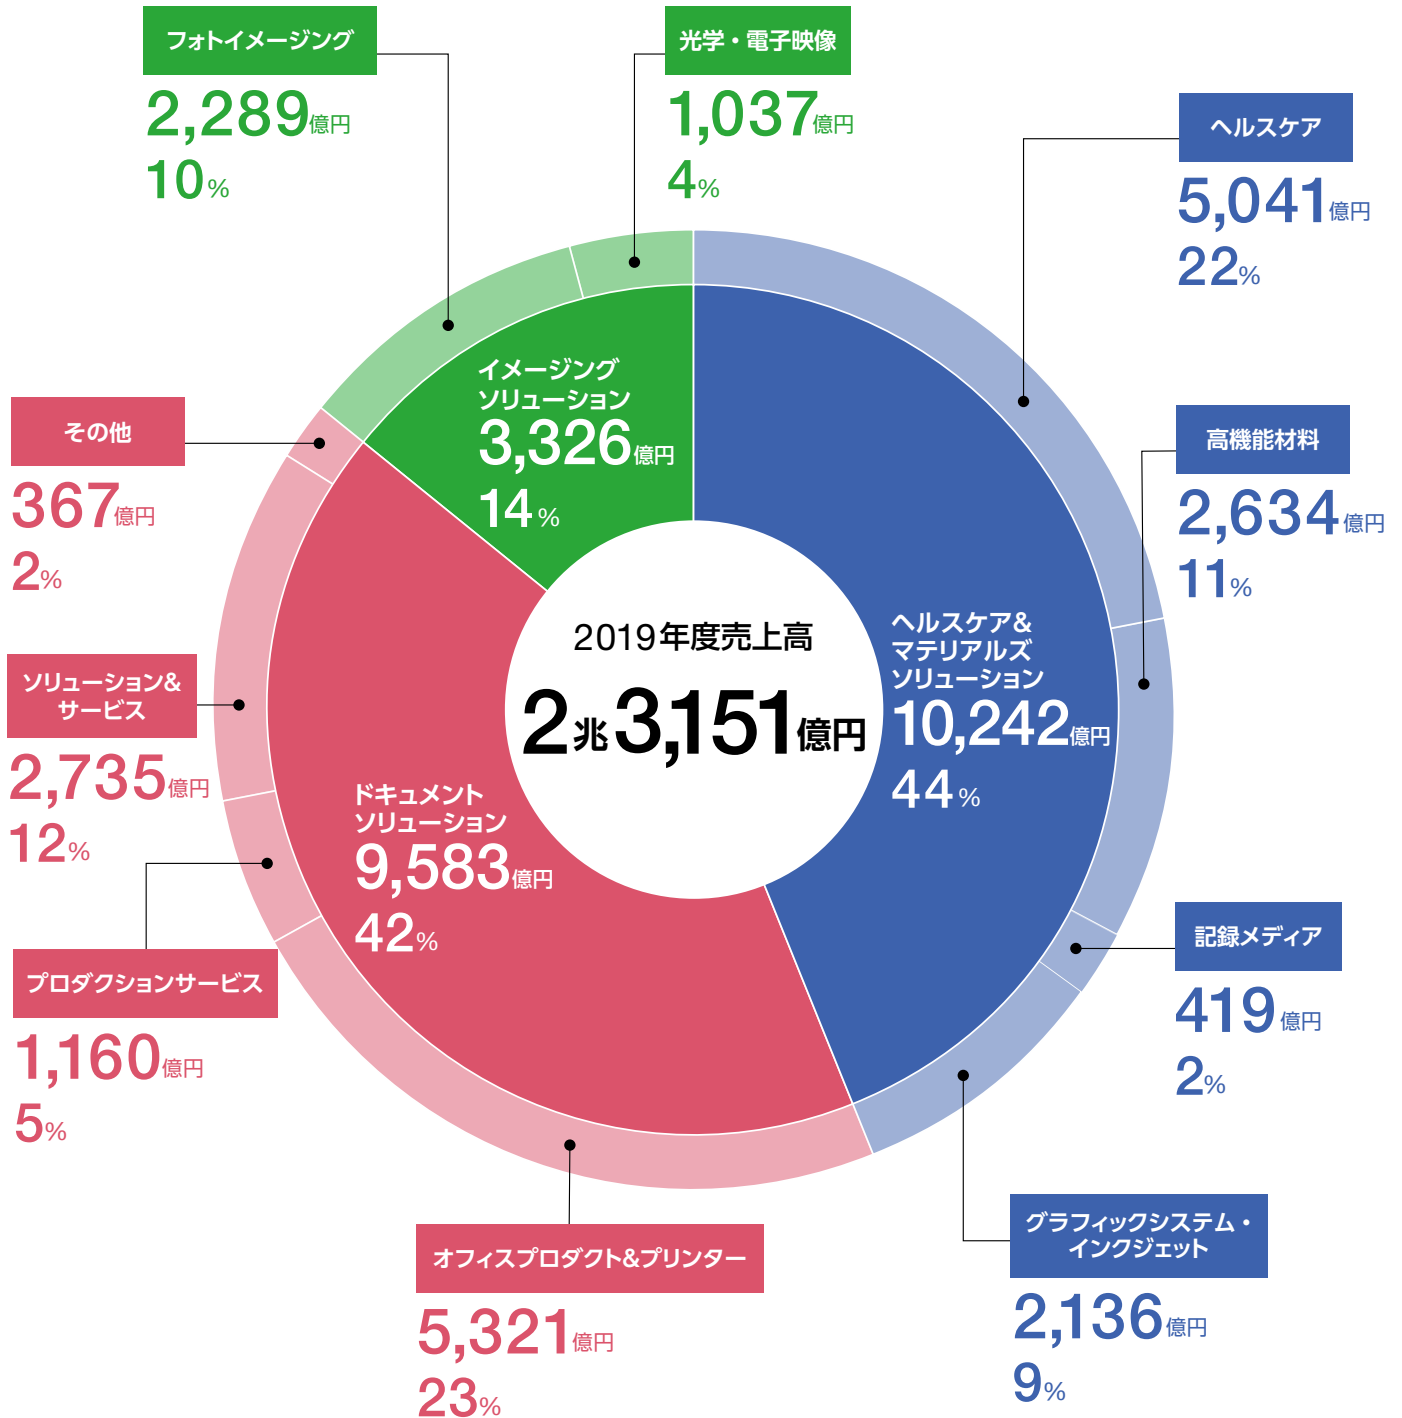 フォトイメージング
2,289億円
10%
光学・電子映像
1,037億円
4%
ヘルスケア
5,041億円
22%
高機能材料
2,634億円
11%
記録メディア
419億円
2%
グラフィックシステム・
インクジェット
2,136億円
9%
オフィスプロダクト&プリンター
5,321億円
23%
プロダクションサービス
1,160億円
5%
ソリューション&
サービス
2,735億円
12%
その他
367億円
2%
イメージング
ソリューション
3,326億円
14%
ヘルスケア&
マテリアルズ
ソリューション
10,242億円
44%
ドキュメント
ソリューション
9,583億円
42%
2019年度売上高
2兆3,151億円